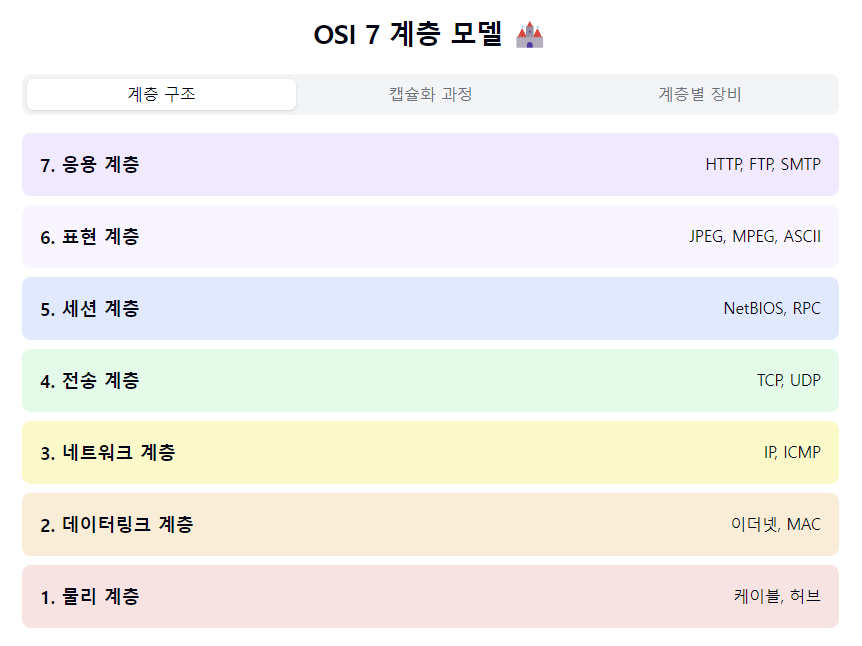 OSI 7 계층 모델 🏰
계층 구조 캡슐화 과정 계층별 장비
7. 응용 계층 HTTP, FTP, SMTP
6. 표현 계층 JPEG, MPEG, ASCII
5. 세션 계층 NetBIOS, RPC
4. 전송 계층 TCP, UDP
3. 네트워크 계층 IP, ICMP
2. 데이터링크 계층 이더넷, MAC
1. 물리 계층 케이블, 허브